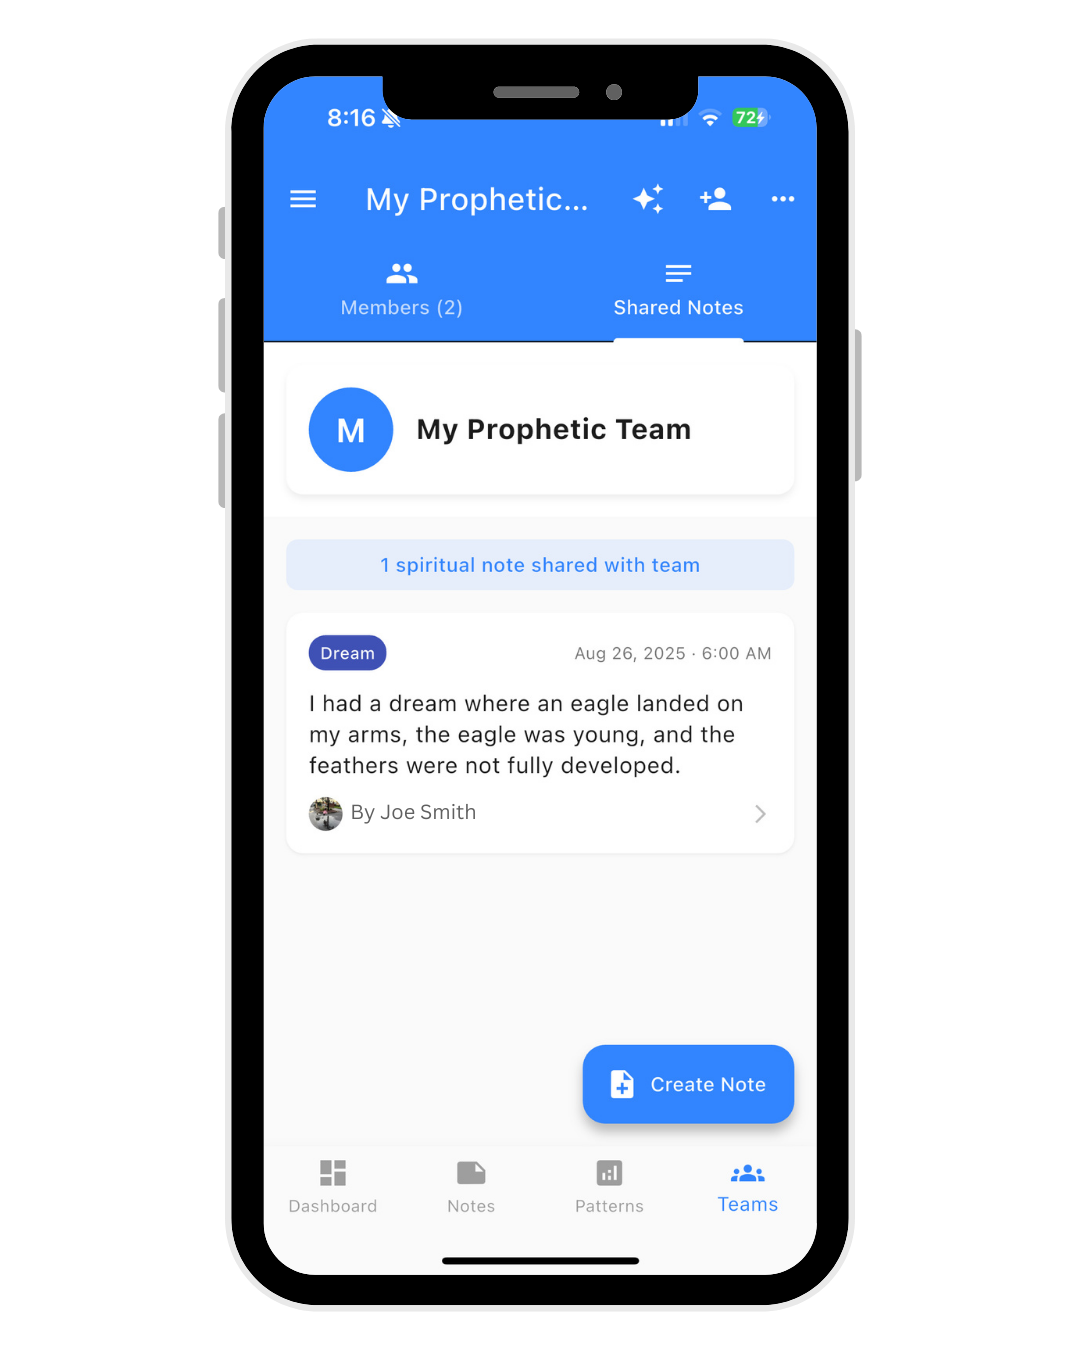 8:16
72
My Prophetic...
Members (2)
Shared Notes
M
My Prophetic Team
1 spiritual note shared with team
Dream
Aug 26, 2025 · 6:00 AM
I had a dream where an eagle landed on
my arms, the eagle was young, and the
feathers were not fully developed.
By Joe Smith
Create Note
Dashboard
Notes
Patterns
Teams